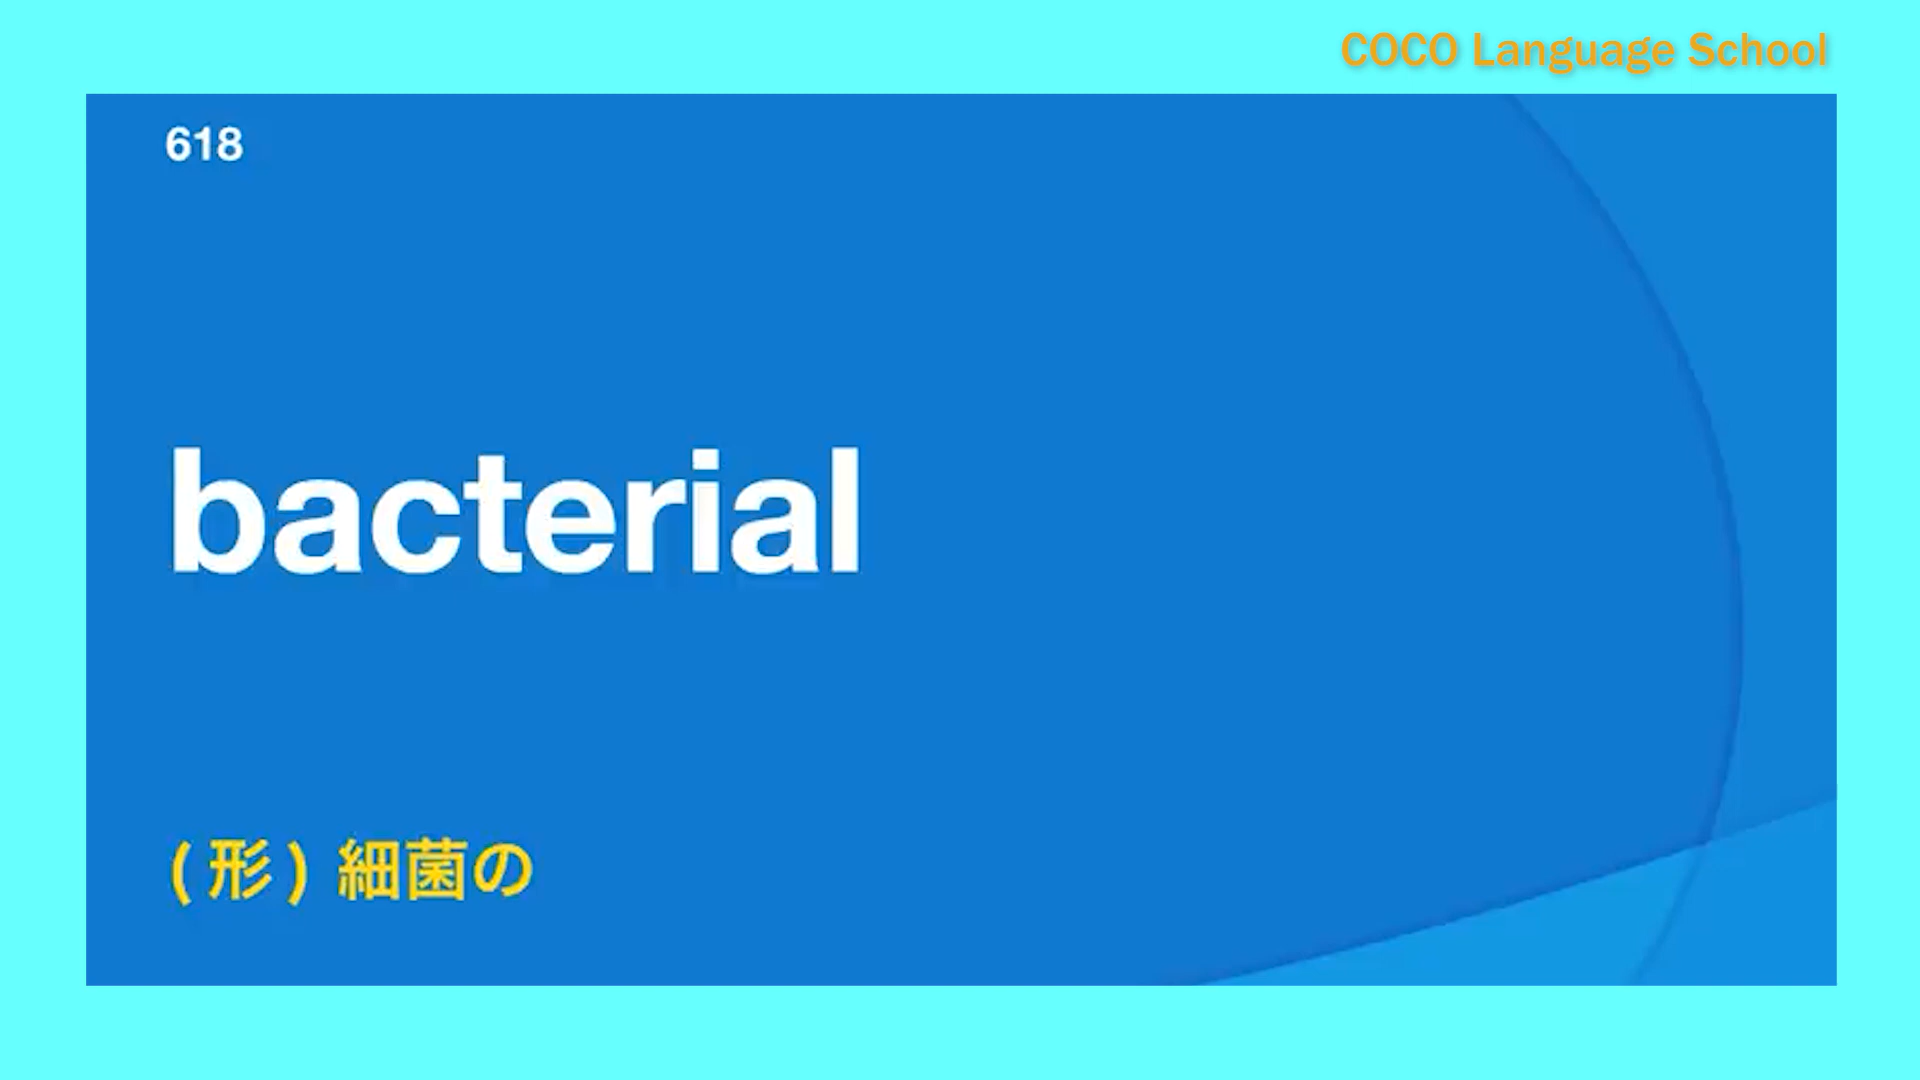 COCO Language School
618
bacterial
(形) 細菌の